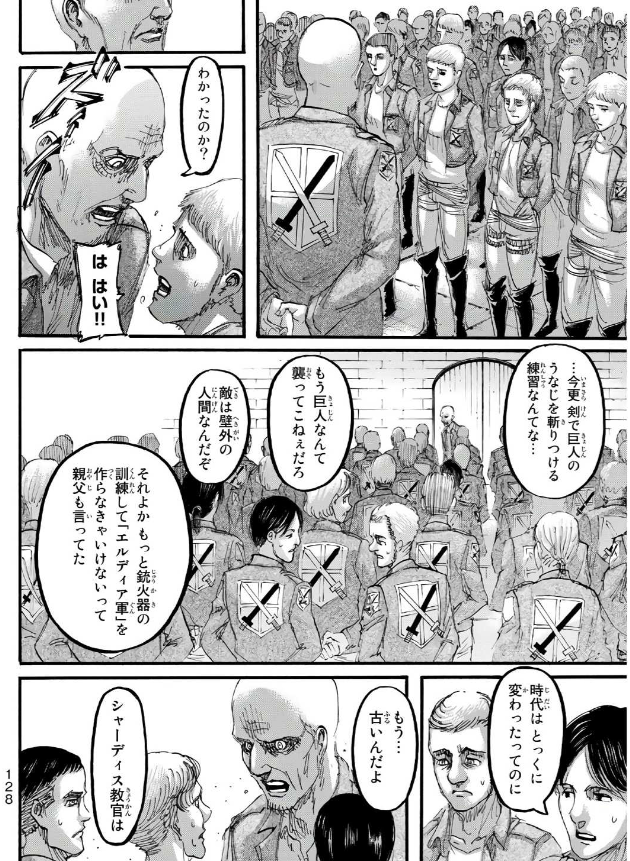 わかったのか？
ズ
は はい!!
…今更 剣で巨人の
うなじを斬りつける
練習なんてな…
もう巨人なんて
襲ってこねぇだろ
敵は壁外の
人間なんだぞ
それよか もっと銃火器の
訓練して「エルディア軍」を
作らなきゃいけないって
親父も言ってた
時代は とっくに
変わったってのに
もう…
古いんだよ
シャーディス教官は
128